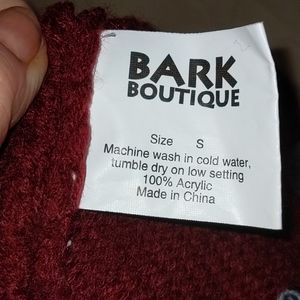 BARK
BOUTIQUE
Size S
Machine wash in cold water,
tumble dry on low setting
100% Acrylic
Made in China